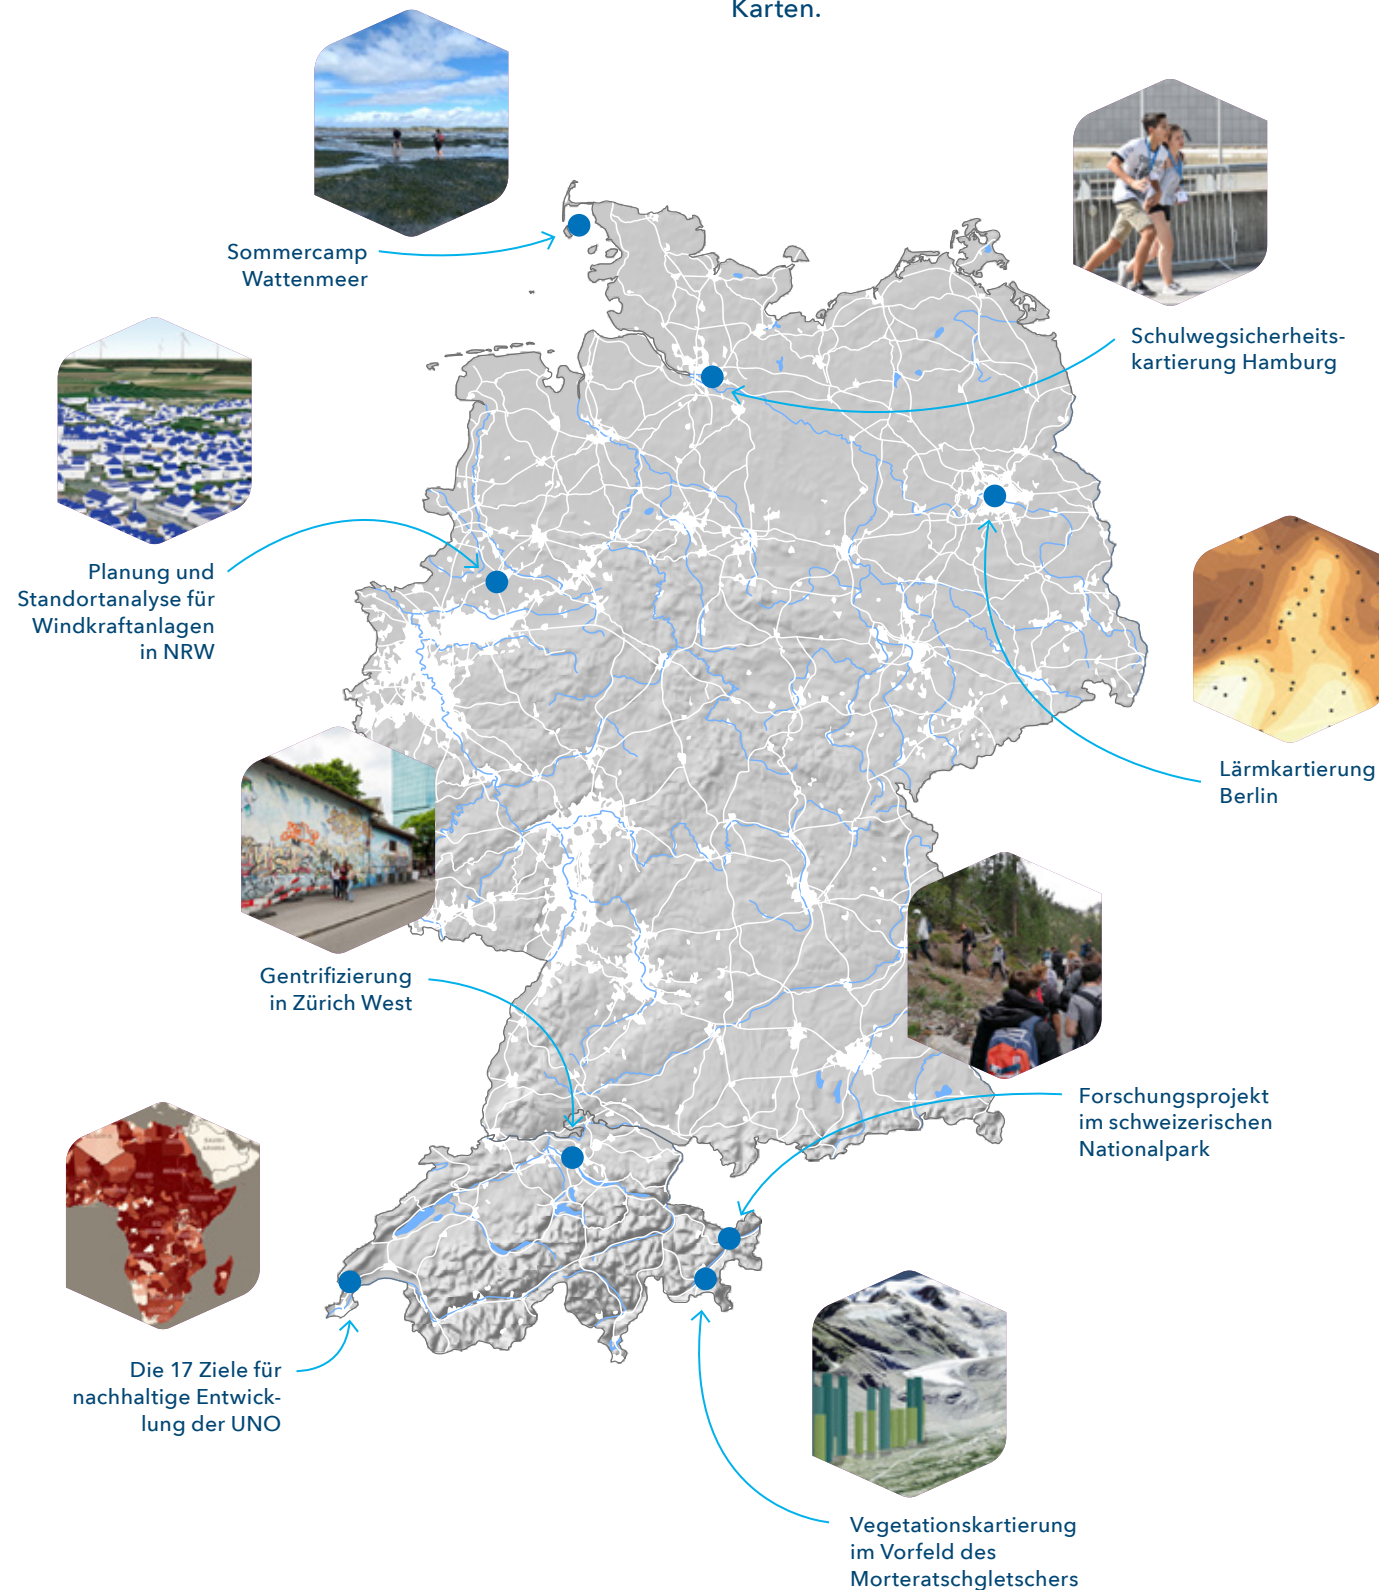 Karten.
Sommercamp
Wattenmeer
Schulwegsicherheits-
kartierung Hamburg
Planung und
Standortanalyse für
Windkraftanlagen
in NRW
Lärmkartierung
Berlin
Gentrifizierung
in Zürich West
Forschungsprojekt
im schweizerischen
Nationalpark
Die 17 Ziele für
nachhaltige Entwick-
lung der UNO
Vegetationskartierung
im Vorfeld des
Morteratschgletschers